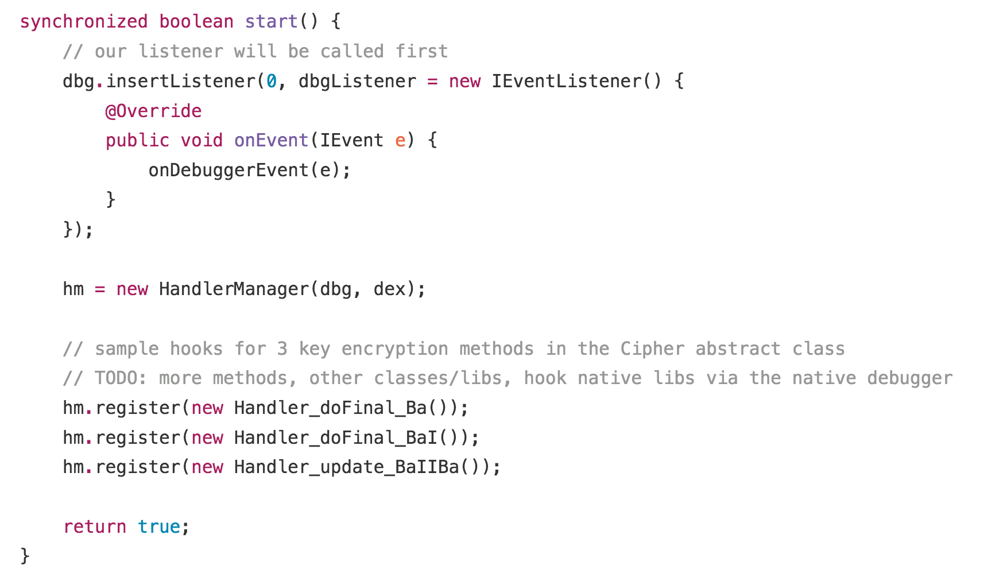 synchronized boolean start() {
    // our listener will be called first
    dbg.insertListener(0, dbgListener = new IEventListener() {
        @Override
        public void onEvent(IEvent e) {
            onDebuggerEvent(e);
        }
    });

    hm = new HandlerManager(dbg, dex);

    // sample hooks for 3 key encryption methods in the Cipher abstract class
    // TODO: more methods, other classes/libs, hook native libs via the native debugger
    hm.register(new Handler_doFinal_Ba());
    hm.register(new Handler_doFinal_BaI());
    hm.register(new Handler_update_BaIIBa());

    return true;
}